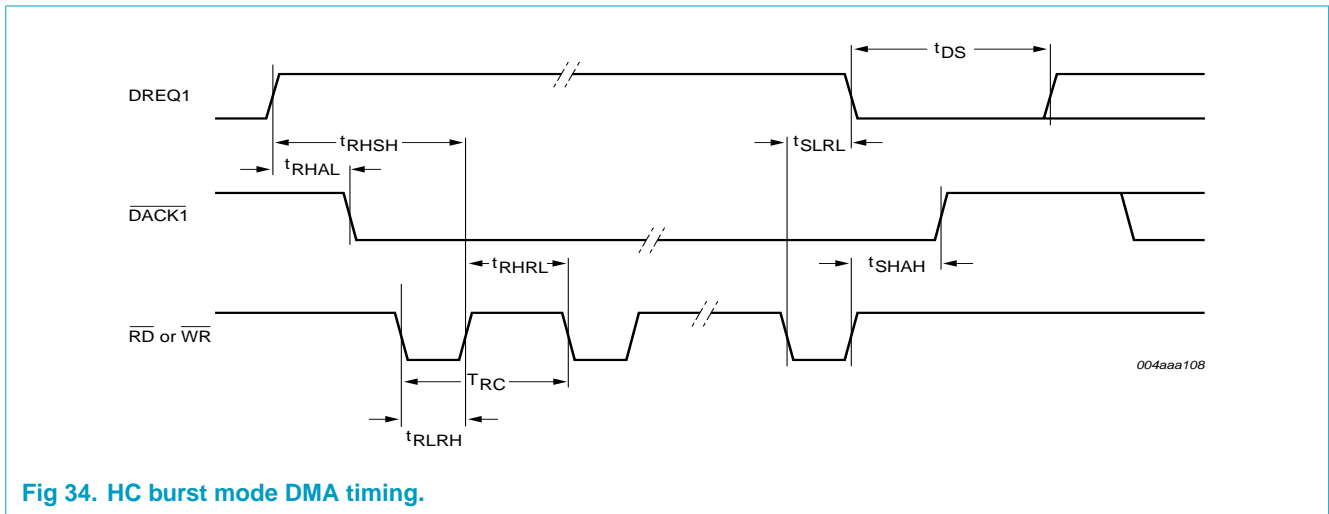 tDS
DREQ1
tRHSH
tSLRL
tRHAL
DACK1
tRHRL
tSHAH
RD or WR
004aaa108
TRC
tRLRH
Fig 34. HC burst mode DMA timing.